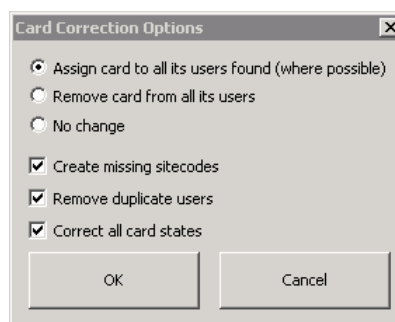 Card Correction Options
Assign card to all its users found (where possible)
Remove card from all its users
No change
Create missing sitecodes
Remove duplicate users
Correct all card states
OK Cancel